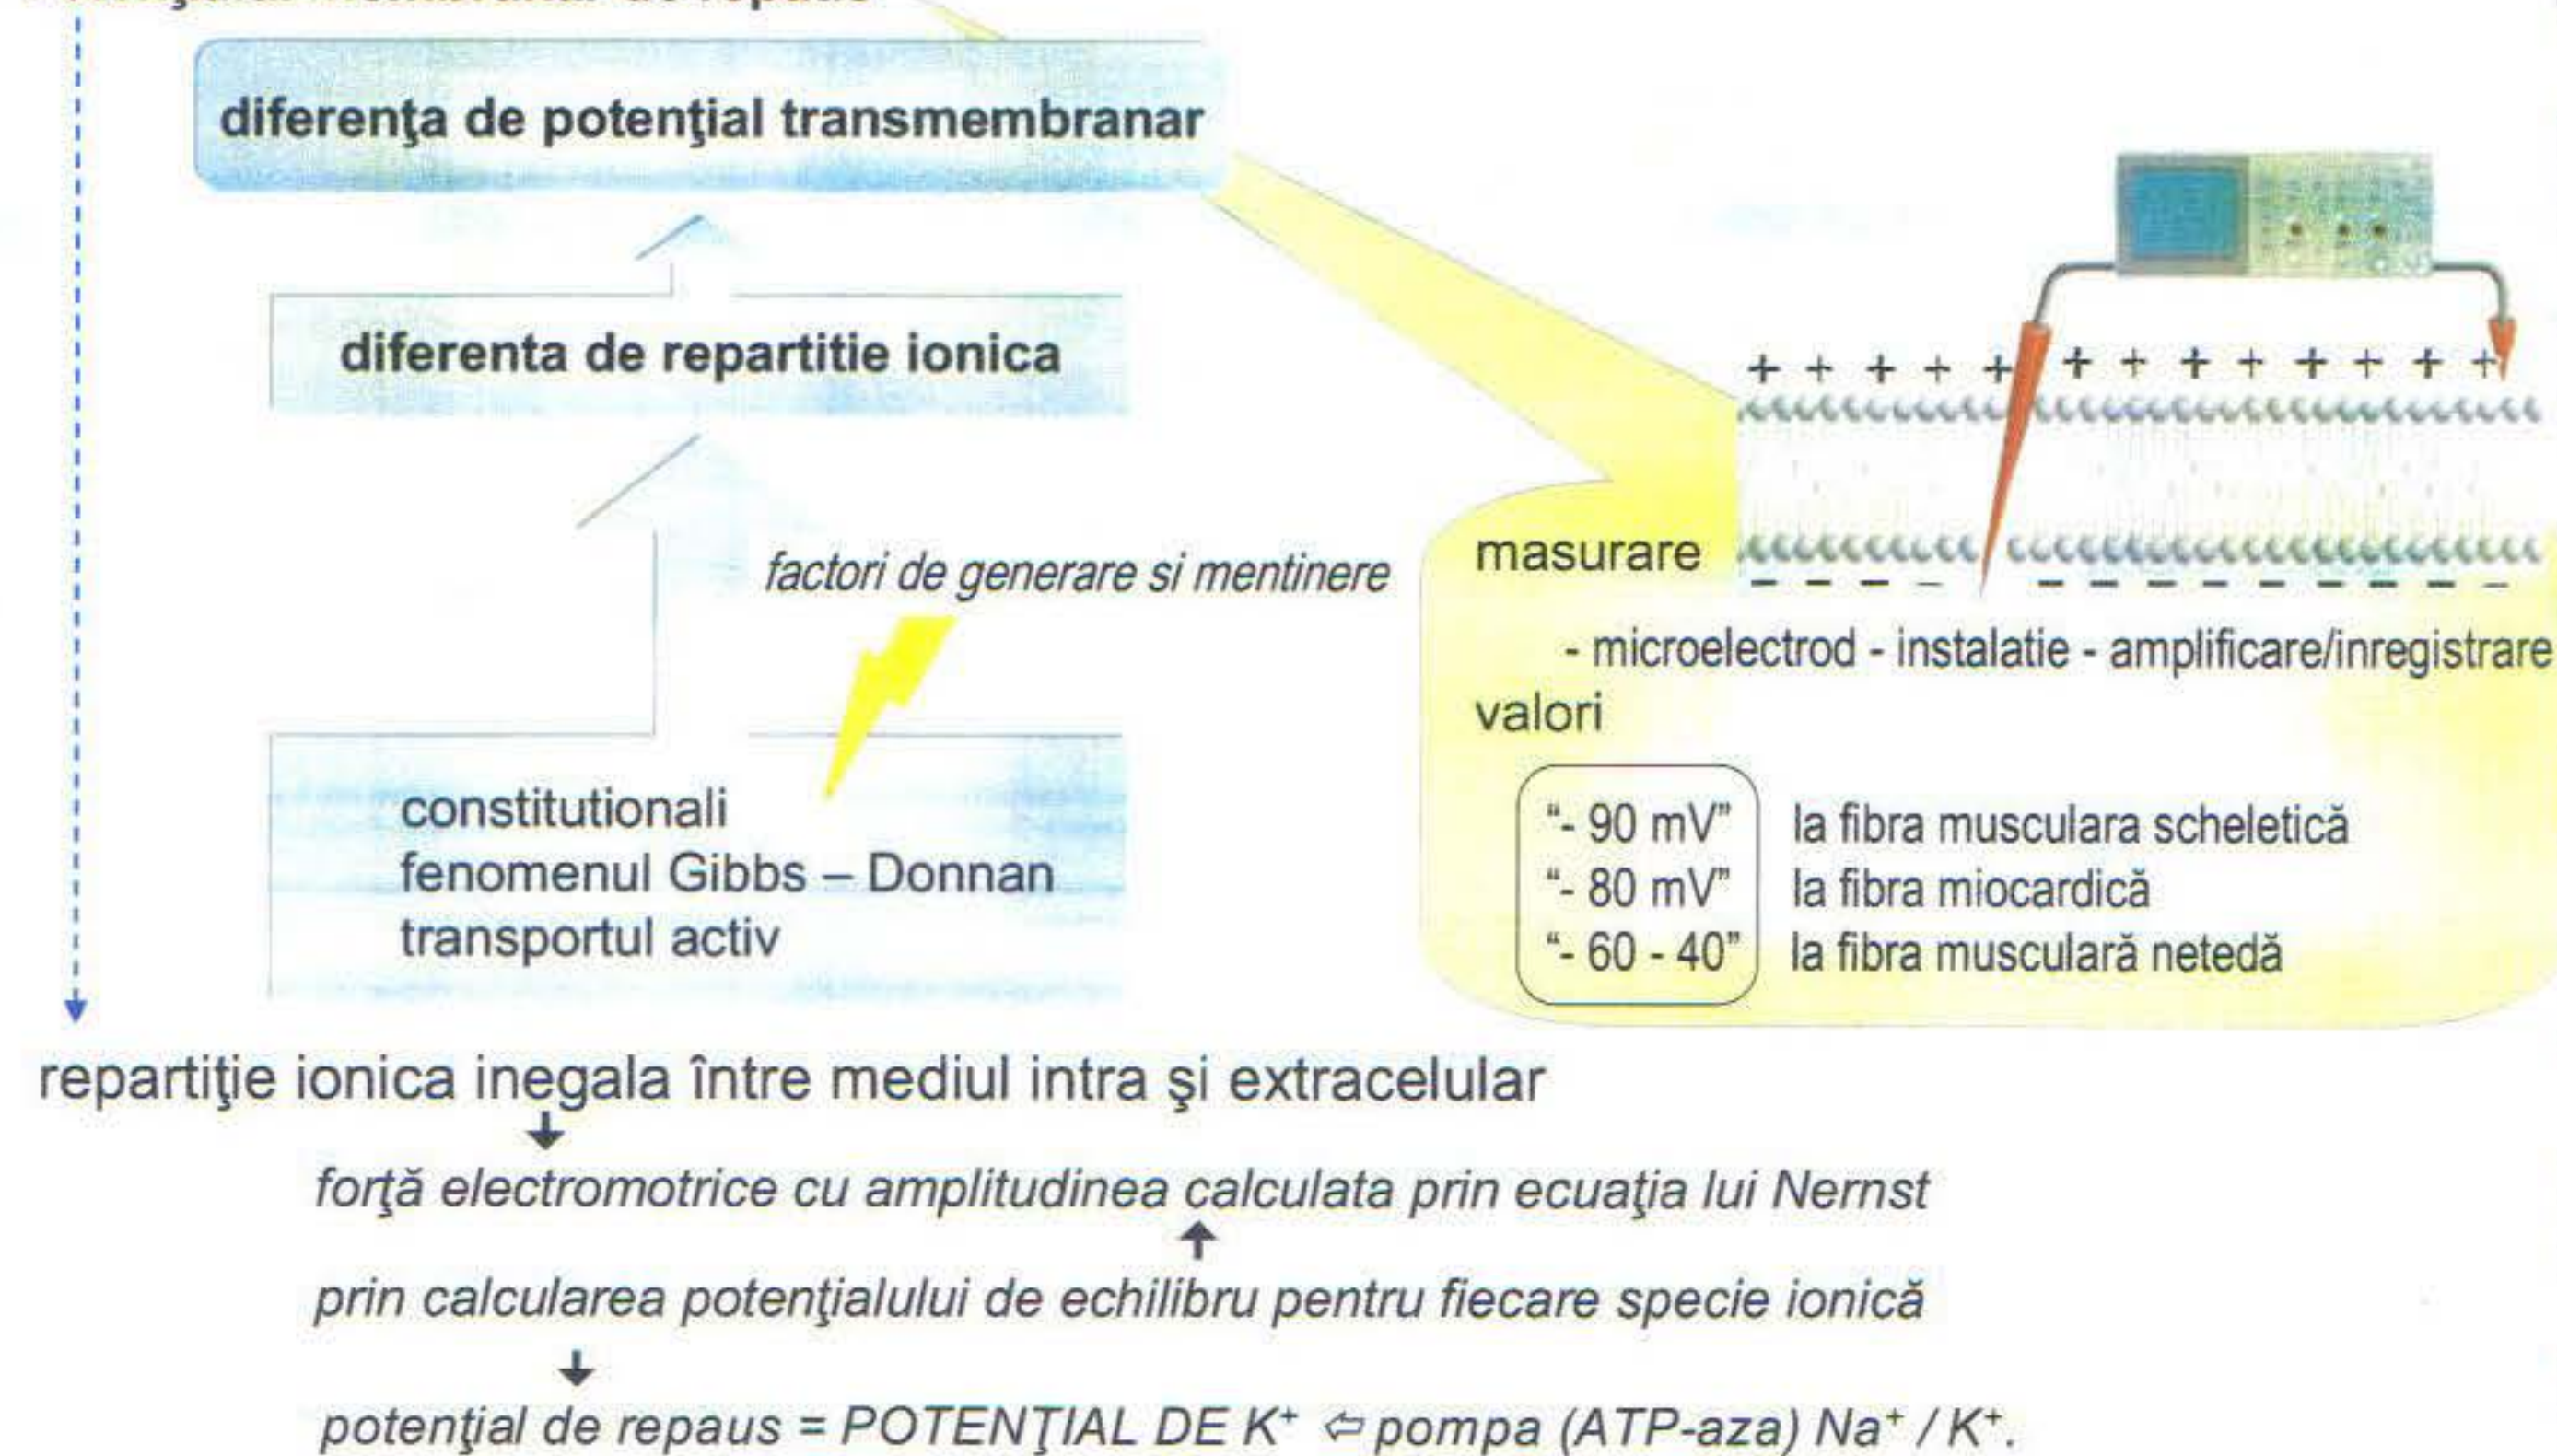 membranar de repaus
diferenţa de potenţial transmembranar
diferenta de repartitie ionica
factori de generare si mentinere
constitutionali
fenomenul Gibbs – Donnan
transportul activ
+ + + + + + + + + + + + +
masurare
- - - - - - - - - - - - -
- microelectrod - instalatie - amplificare/inregistrare
valori
“- 90 mV” la fibra musculara scheletică
“- 80 mV” la fibra miocardică
“- 60 - 40” la fibra musculară netedă
repartiţie ionica inegala între mediul intra şi extracelular
forţă electromotrice cu amplitudinea calculata prin ecuaţia lui Nernst
prin calcularea potenţialului de echilibru pentru fiecare specie ionică
potenţial de repaus = POTENŢIAL DE K⁺ ⇦ pompa (ATP-aza) Na⁺ / K⁺.